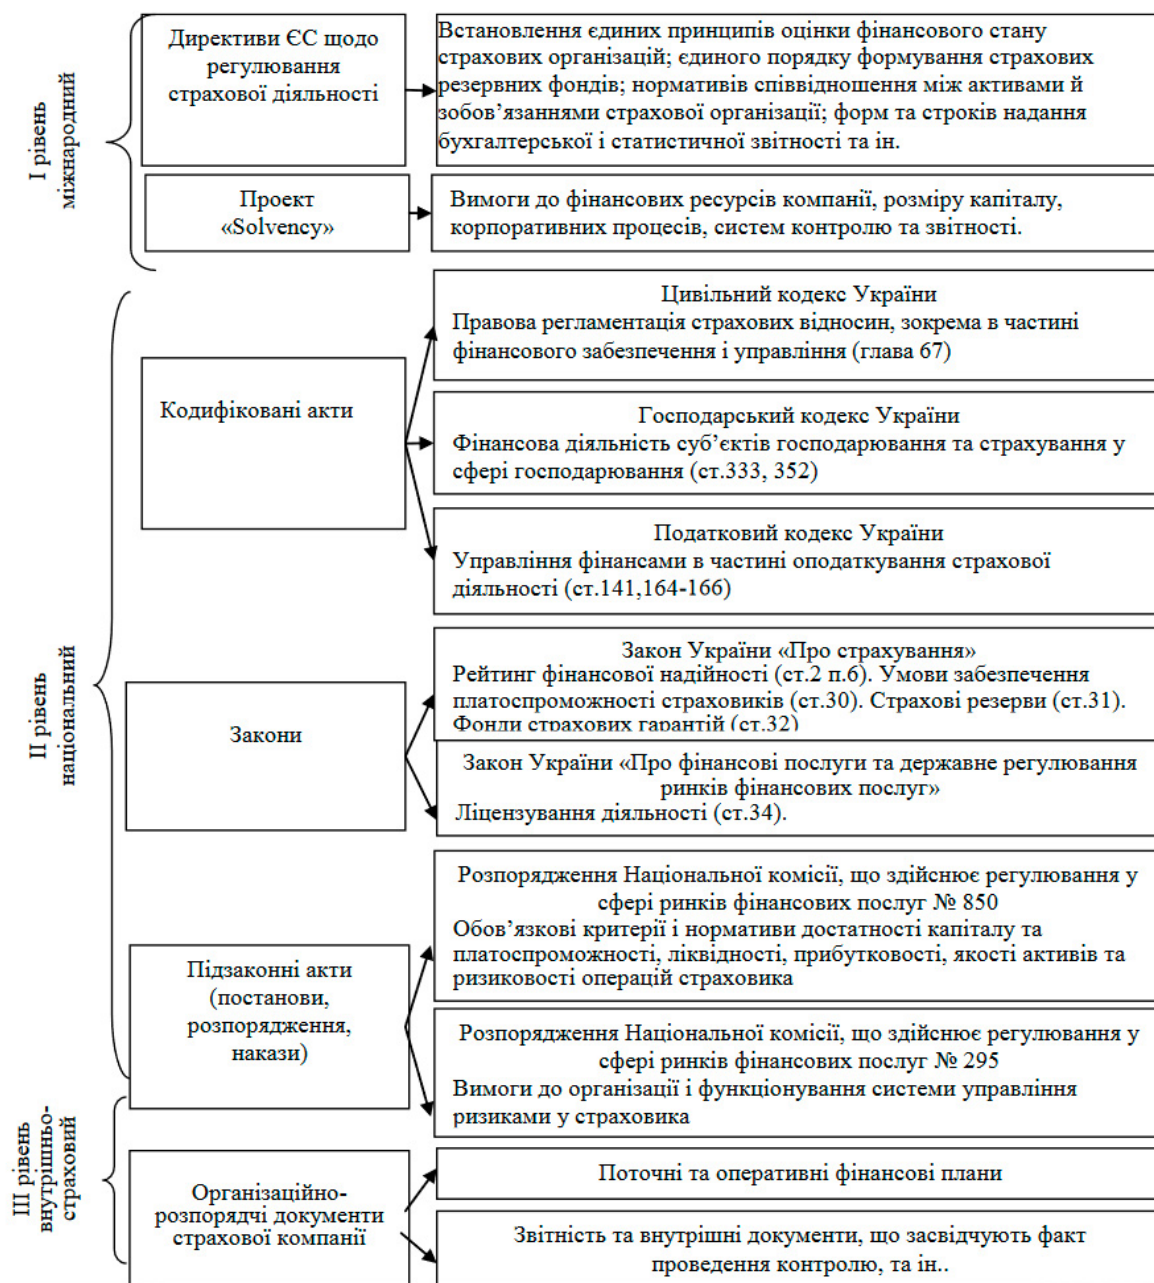 І рівень
міжнародний
Директиви ЄС щодо
регулювання
страхової діяльності
Встановлення єдиних принципів оцінки фінансового стану
страхових організацій; єдиного порядку формування страхових
резервних фондів; нормативів співвідношення між активами й
зобов’язаннями страхової організації; форм та строків надання
бухгалтерської і статистичної звітності та ін.
Проект
«Solvency»
Вимоги до фінансових ресурсів компанії, розміру капіталу,
корпоративних процесів, систем контролю та звітності.
ІІ рівень
національний
Кодифіковані акти
Цивільний кодекс України
Правова регламентація страхових відносин, зокрема в частині
фінансового забезпечення і управління (глава 67)
Господарський кодекс України
Фінансова діяльність суб’єктів господарювання та страхування у
сфері господарювання (ст.333, 352)
Податковий кодекс України
Управління фінансами в частині оподаткування страхової
діяльності (ст.141,164-166)
Закони
Закон України «Про страхування»
Рейтинг фінансової надійності (ст.2 п.6). Умови забезпечення
платоспроможності страховиків (ст.30). Страхові резерви (ст.31).
Фонди страхових гарантій (ст.32)
Закон України «Про фінансові послуги та державне регулювання
ринків фінансових послуг»
Ліцензування діяльності (ст.34).
Підзаконні акти
(постанови,
розпорядження,
накази)
Розпорядження Національної комісії, що здійснює регулювання у
сфері ринків фінансових послуг № 850
Обов’язкові критерії і нормативи достатності капіталу та
платоспроможності, ліквідності, прибутковості, якості активів та
ризиковості операцій страховика
Розпорядження Національної комісії, що здійснює регулювання у
сфері ринків фінансових послуг № 295
Вимоги до організації і функціонування системи управління
ризиками у страховика
ІІІ рівень
внутрішньо-
страховий
Організаційно-
розпорядчі документи
страхової компанії
Поточні та оперативні фінансові плани
Звітність та внутрішні документи, що засвідчують факт
проведення контролю, та ін..